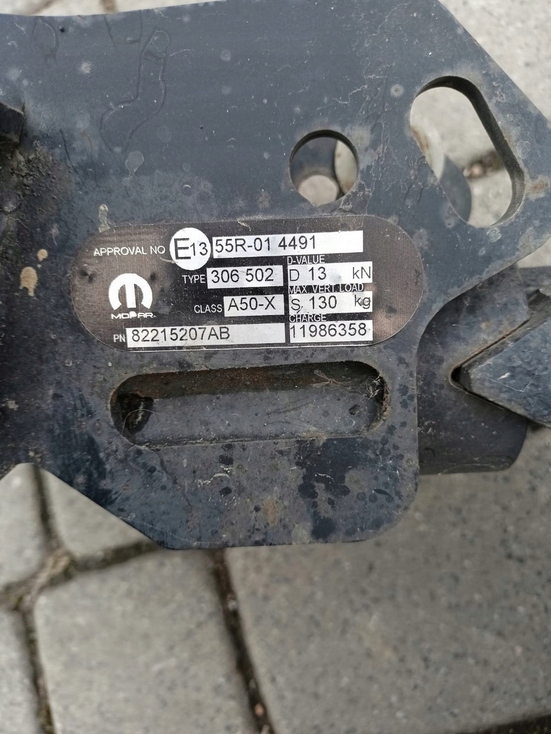 APPROVAL NO E13 55R-01 4491
D-VALUE
TYPE 306 502 D 13 kN
MAX. VERT. LOAD
CLASS A50-X S 130 kg
MOPAR
CHARGE
PN 82215207AB 11986358